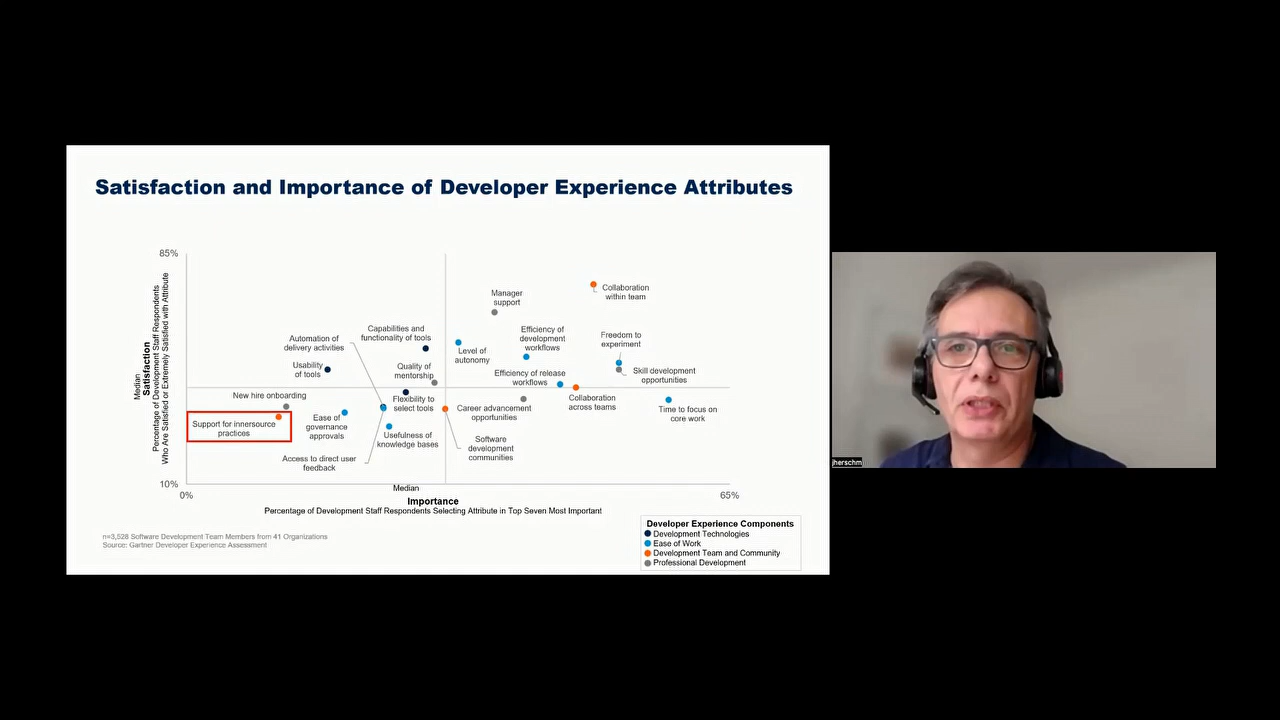 Satisfaction and Importance of Developer Experience Attributes
85%
Median
Satisfaction
Percentage of Development Staff Respondents
Who Are Satisfied or Extremely Satisfied with Attribute
10%
Collaboration
within team
Manager
support
Automation of
delivery activities
Capabilities and
functionality of tools
Efficiency of
development
workflows
Freedom to
experiment
Level of
autonomy
Usability
of tools
Quality of
mentorship
Efficiency of release
workflows
Skill development
opportunities
New hire onboarding
Flexibility to
select tools
Career advancement
opportunities
Collaboration
across teams
Time to focus on
core work
Support for innersource
practices
Ease of
governance
approvals
Usefulness of
knowledge bases
Software
development
communities
Access to direct user
feedback
0%
Median
65%
Importance
Percentage of Development Staff Respondents Selecting Attribute in Top Seven Most Important
Developer Experience Components
Development Technologies
Ease of Work
Development Team and Community
Professional Development
n=3,528 Software Development Team Members from 41 Organizations
Source: Gartner Developer Experience Assessment
jherschm